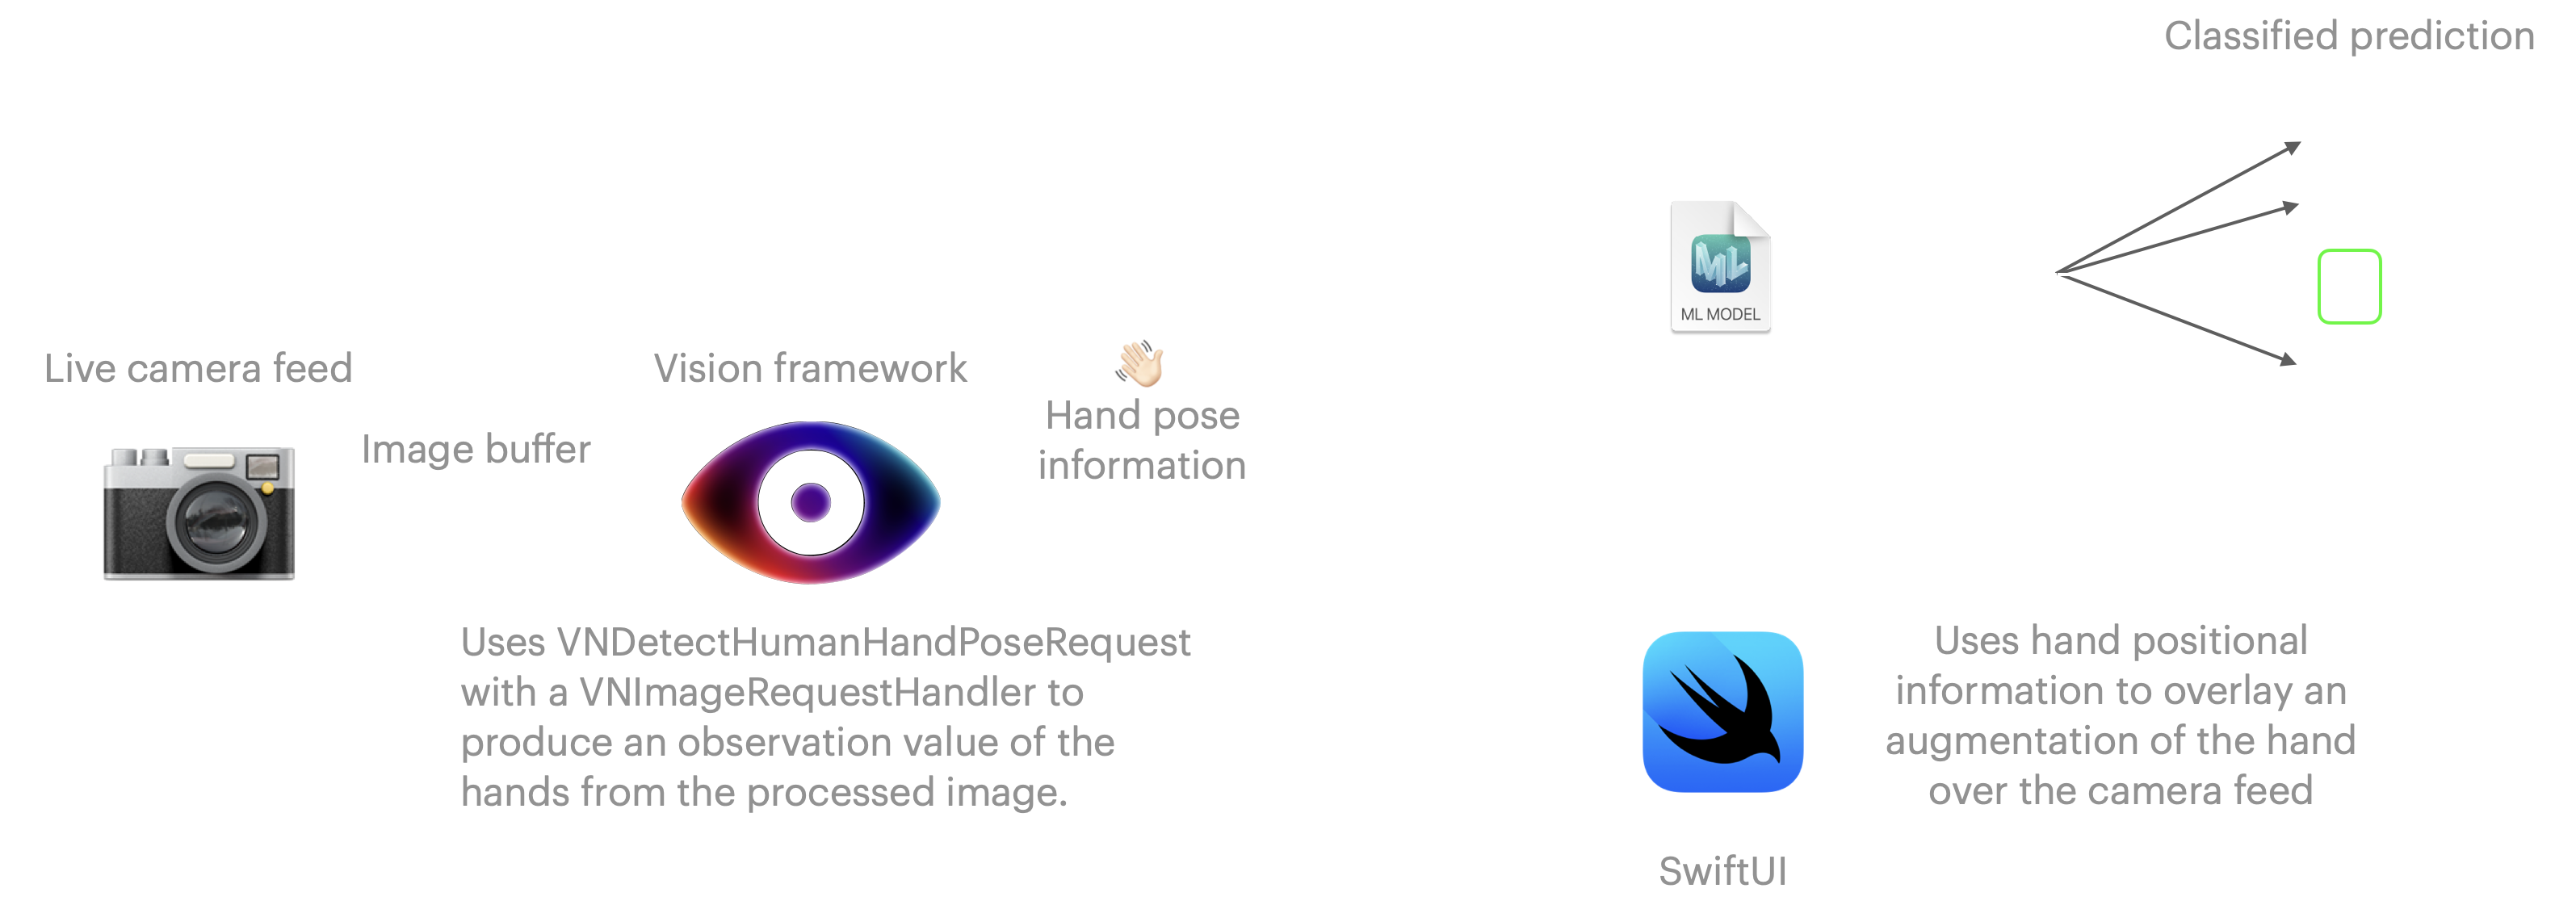 Classified prediction
ML MODEL
Live camera feed
Image buffer
Vision framework
Hand pose
information
Uses VNDetectHumanHandPoseRequest
with a VNImageRequestHandler to
produce an observation value of the
hands from the processed image.
Uses hand positional
information to overlay an
augmentation of the hand
over the camera feed
SwiftUI